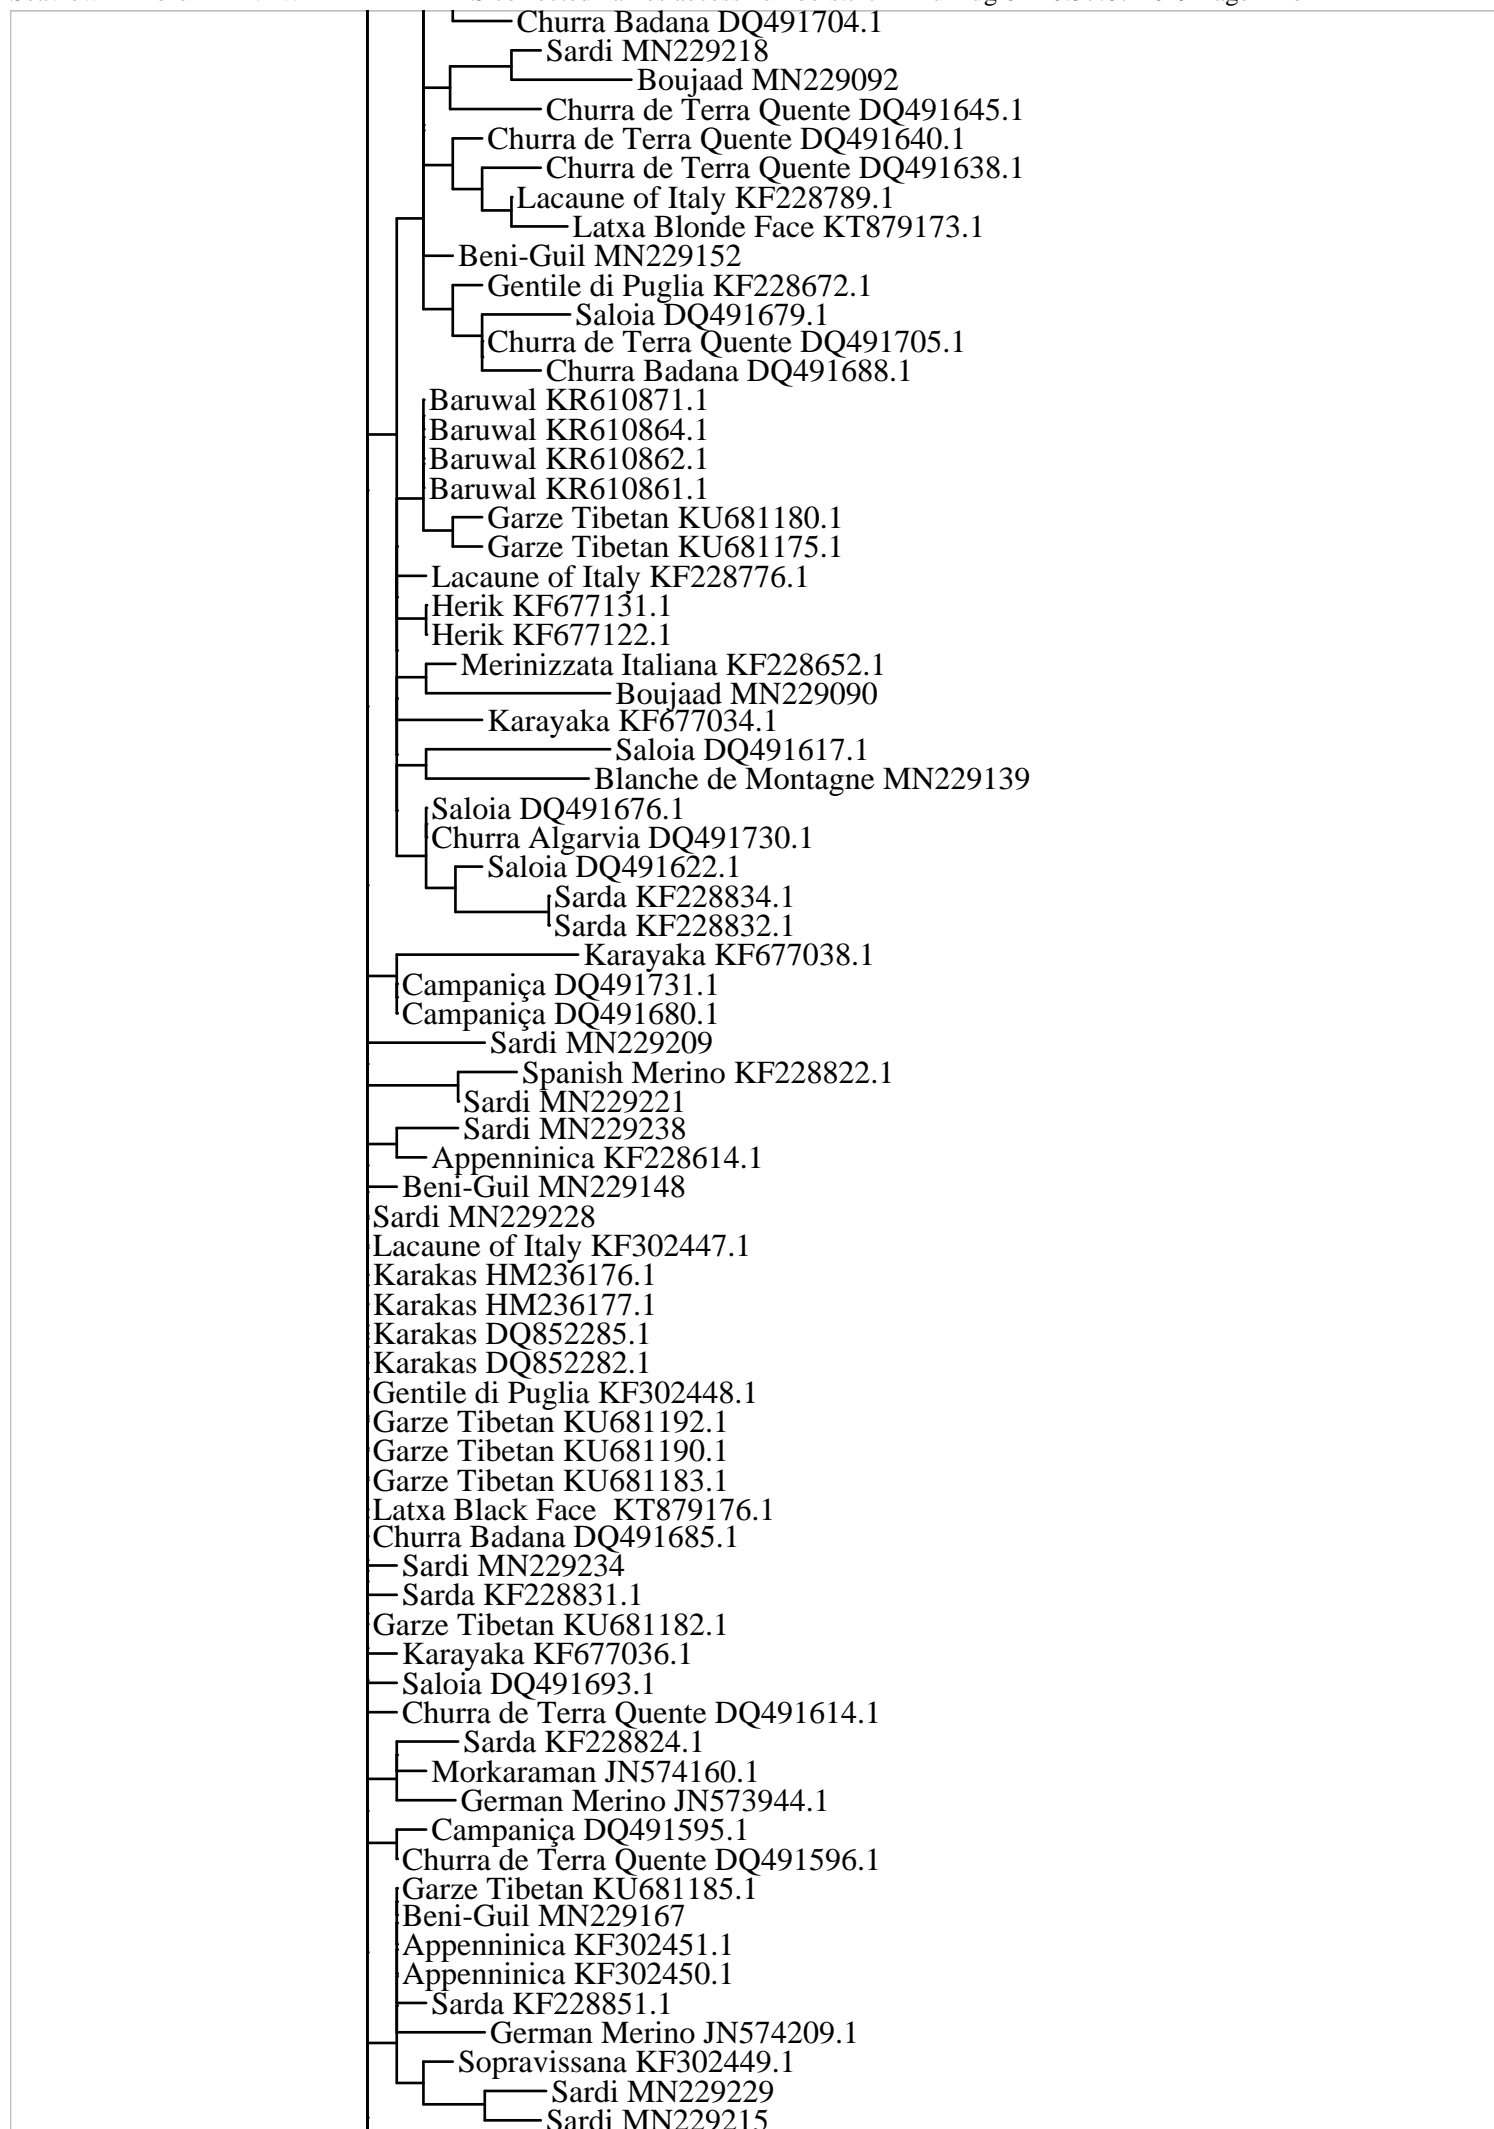 Churra Badana DQ491704.1
Sardi MN229218
Boujaad MN229092
Churra de Terra Quente DQ491645.1
Churra de Terra Quente DQ491640.1
Churra de Terra Quente DQ491638.1
Lacaune of Italy KF228789.1
Latxa Blonde Face KT879173.1
Beni-Guil MN229152
Gentile di Puglia KF228672.1
Saloia DQ491679.1
Churra de Terra Quente DQ491705.1
Churra Badana DQ491688.1
Baruwal KR610871.1
Baruwal KR610864.1
Baruwal KR610862.1
Baruwal KR610861.1
Garze Tibetan KU681180.1
Garze Tibetan KU681175.1
Lacaune of Italy KF228776.1
Herik KF677131.1
Herik KF677122.1
Merinizzata Italiana KF228652.1
Boujaad MN229090
Karayaka KF677034.1
Saloia DQ491617.1
Blanche de Montagne MN229139
Saloia DQ491676.1
Churra Algarvia DQ491730.1
Saloia DQ491622.1
Sarda KF228834.1
Sarda KF228832.1
Karayaka KF677038.1
Campaniça DQ491731.1
Campaniça DQ491680.1
Sardi MN229209
Spanish Merino KF228822.1
Sardi MN229221
Sardi MN229238
Appenninica KF228614.1
Beni-Guil MN229148
Sardi MN229228
Lacaune of Italy KF302447.1
Karakas HM236176.1
Karakas HM236177.1
Karakas DQ852285.1
Karakas DQ852282.1
Gentile di Puglia KF302448.1
Garze Tibetan KU681192.1
Garze Tibetan KU681190.1
Garze Tibetan KU681183.1
Latxa Black Face KT879176.1
Churra Badana DQ491685.1
Sardi MN229234
Sarda KF228831.1
Garze Tibetan KU681182.1
Karayaka KF677036.1
Saloia DQ491693.1
Churra de Terra Quente DQ491614.1
Sarda KF228824.1
Morkaraman JN574160.1
German Merino JN573944.1
Campaniça DQ491595.1
Churra de Terra Quente DQ491596.1
Garze Tibetan KU681185.1
Beni-Guil MN229167
Appenninica KF302451.1
Appenninica KF302450.1
Sarda KF228851.1
German Merino JN574209.1
Sopravissana KF302449.1
Sardi MN229229
Sardi MN229215